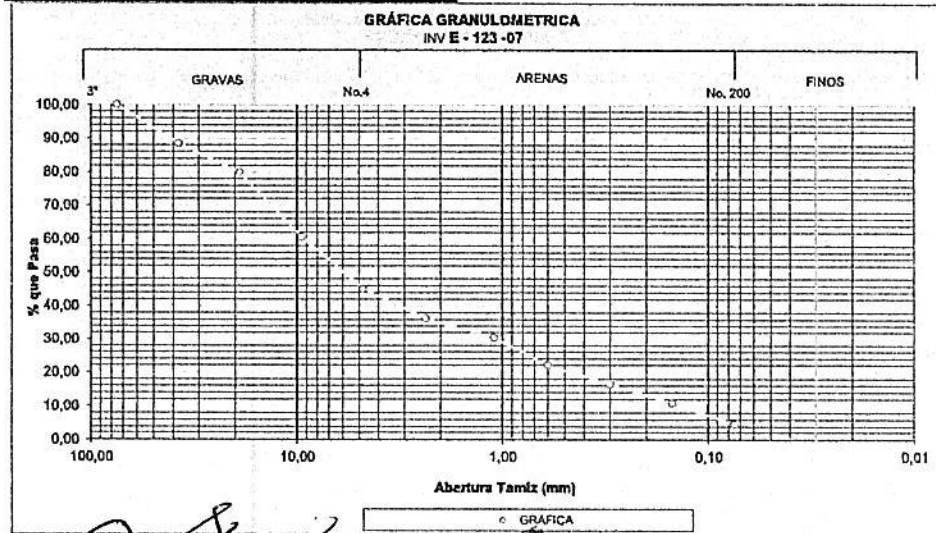 GRÁFICA GRANULOMETRICA
INV E - 123 -07
GRAVAS
ARENAS
FINOS
3"
No.4
No. 200
100,00
90,00
80,00
70,00
60,00
50,00
40,00
30,00
20,00
10,00
0,00
% que Pasa
100,00
10,00
1,00
0,10
0,01
Abertura Tamiz (mm)
GRAFICA